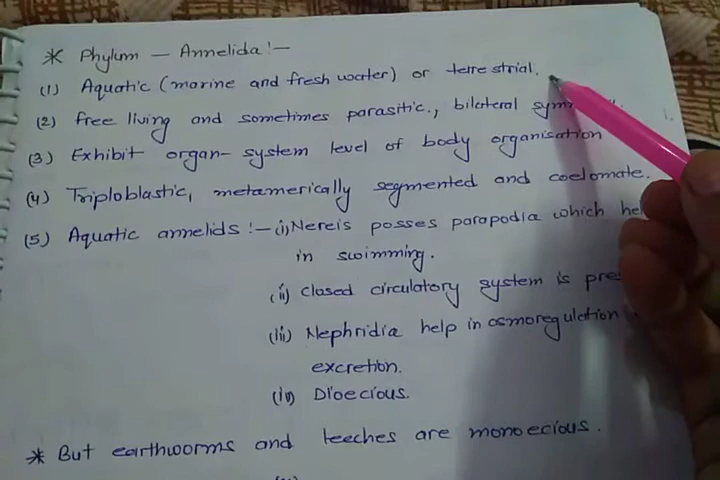 * Phylum - Annelida :-
(1) Aquatic (marine and fresh water) or terrestrial.
(2) Free living and sometimes parasitic., bilateral
(3) Exhibit organ-system level of body organisation
(4) Triploblastic, metamerically segmented and coelomate.
(5) Aquatic annelids :- (i) Nereis posses parapodia which
in swimming.
(ii) Closed circulatory system is
(iii) Nephridia help in osmoregulation
excretion.
(iv) Dioecious.
* But earthworms and leeches are monoecious.